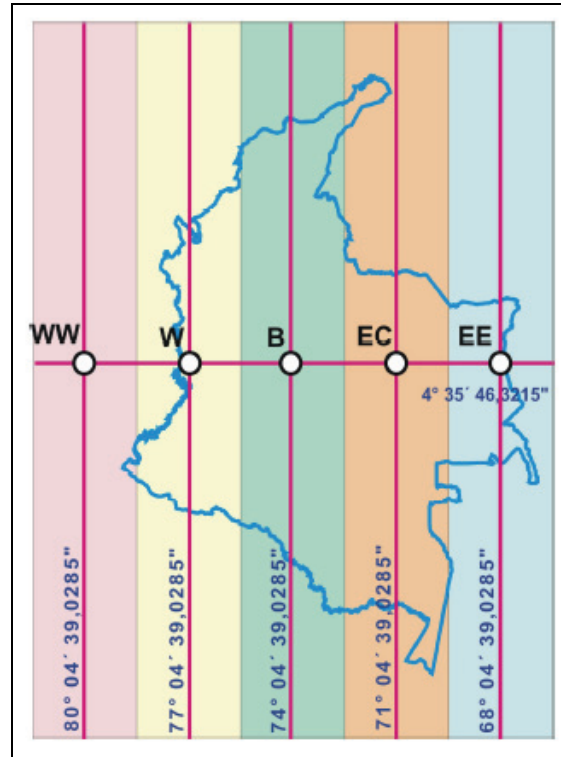 WW
W
B
EC
EE
4° 35´ 46,3215"
80° 04´ 39,0285"
77° 04´ 39,0285"
74° 04´ 39,0285"
71° 04´ 39,0285"
68° 04´ 39,0285"